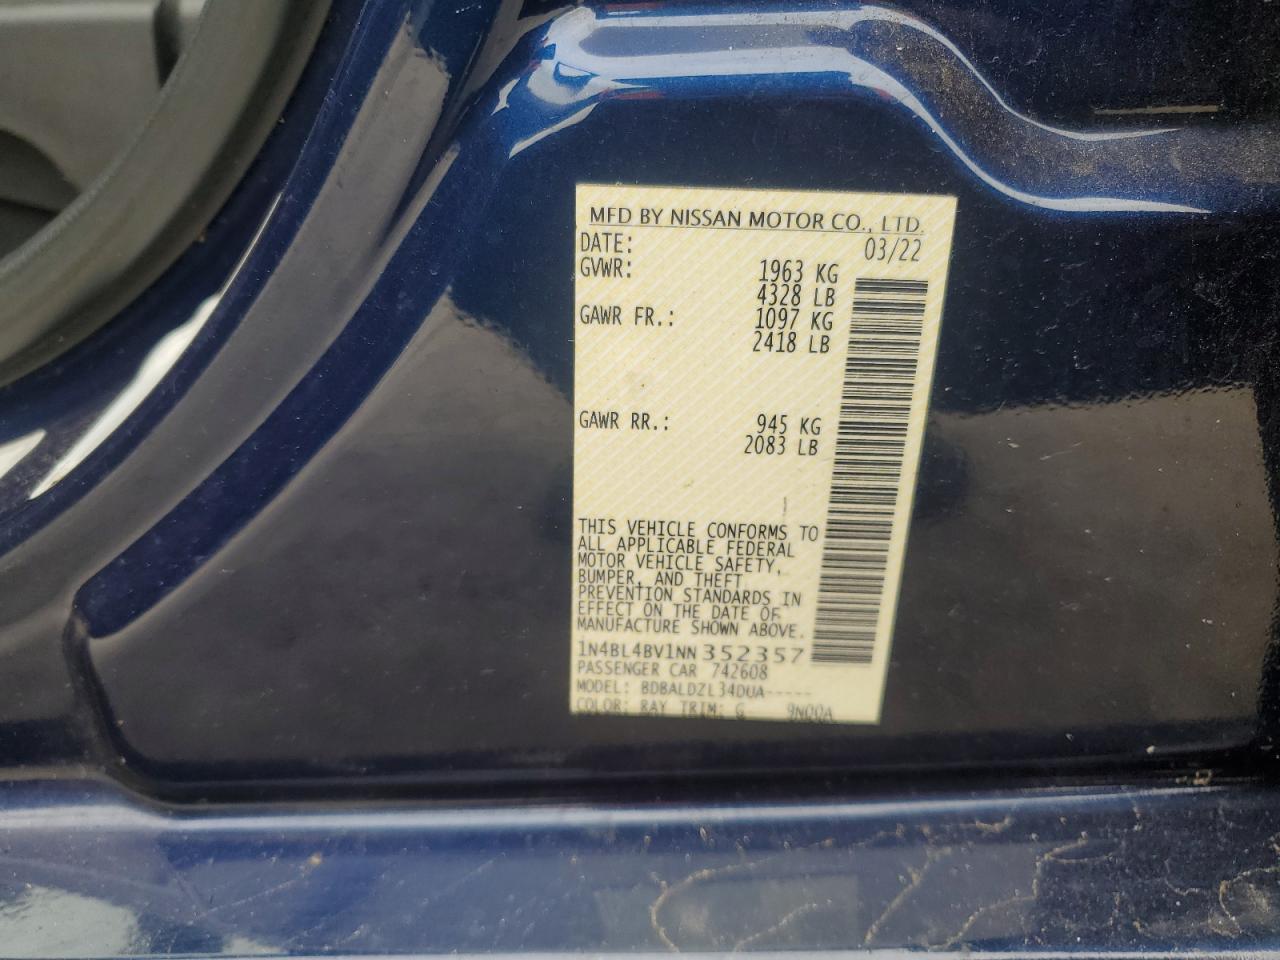 MFD BY NISSAN MOTOR CO., LTD.
DATE: 03/22
GVWR: 1963 KG
4328 LB
GAWR FR.: 1097 KG
2418 LB
GAWR RR.: 945 KG
2083 LB
THIS VEHICLE CONFORMS TO
ALL APPLICABLE FEDERAL
MOTOR VEHICLE SAFETY,
BUMPER, AND THEFT
PREVENTION STANDARDS IN
EFFECT ON THE DATE OF
MANUFACTURE SHOWN ABOVE.
1N4BL4BV1NN352357
PASSENGER CAR 742608
MODEL: BDBALDZL34DUA-----
COLOR: RAY TRIM: G 9N00A